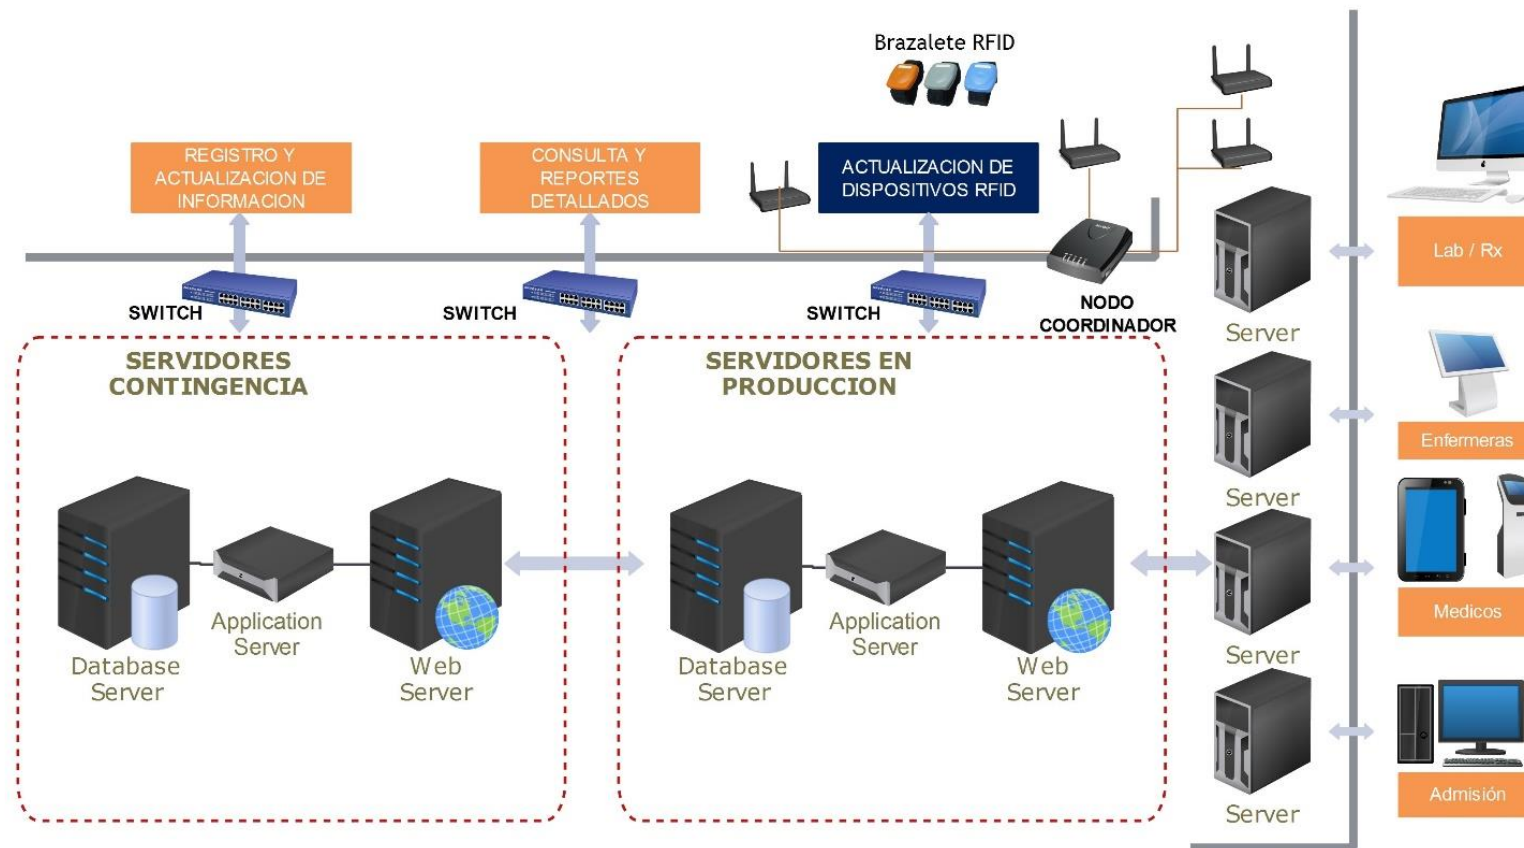 Brazalete RFID
REGISTRO Y
ACTUALIZACION DE
INFORMACION
CONSULTA Y
REPORTES
DETALLADOS
ACTUALIZACION DE
DISPOSITIVOS RFID
SWITCH
SWITCH
SWITCH
NODO
COORDINADOR
SERVIDORES
CONTINGENCIA
Database
Server
Application
Server
Web
Server
SERVIDORES EN
PRODUCCION
Database
Server
Application
Server
Web
Server
Server
Server
Server
Server
Lab / Rx
Enfermeras
Medicos
Admisión